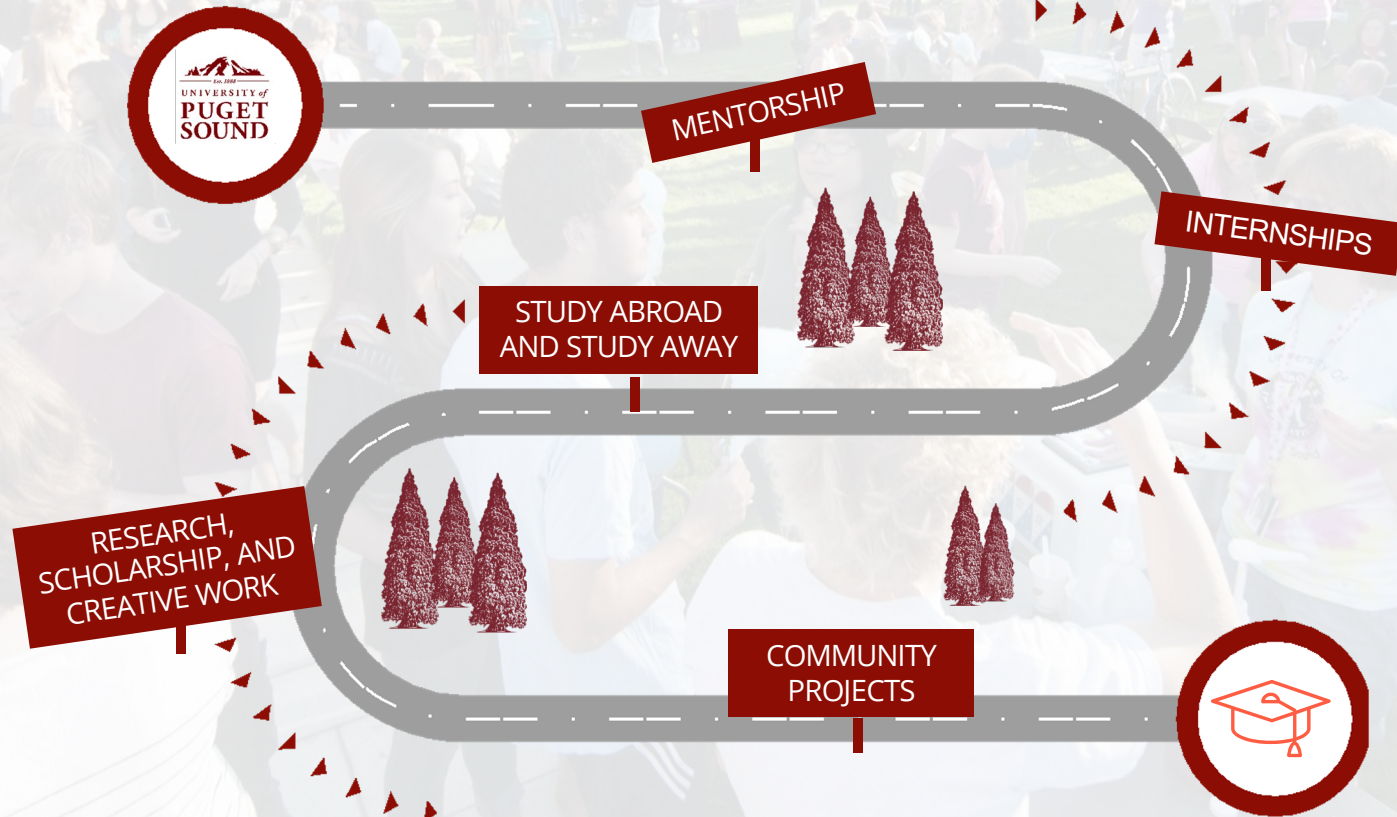 Est. 1888
UNIVERSITY of
PUGET
SOUND
MENTORSHIP
INTERNSHIPS
STUDY ABROAD
AND STUDY AWAY
RESEARCH,
SCHOLARSHIP, AND
CREATIVE WORK
COMMUNITY
PROJECTS